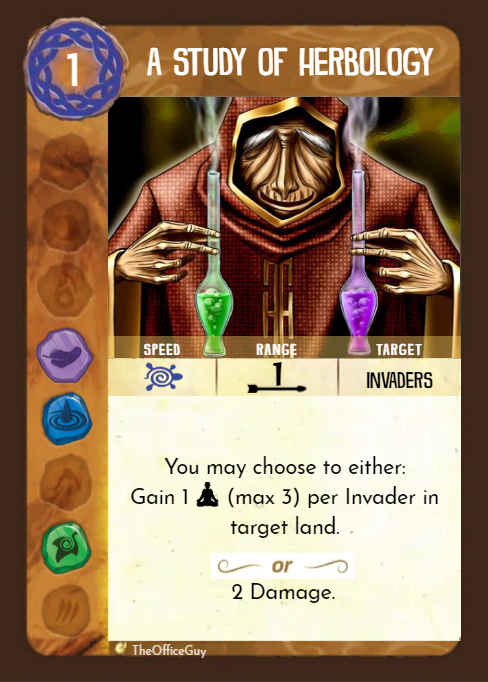 1
A STUDY OF HERBOLOGY
SPEED RANGE TARGET
1 INVADERS
You may choose to either:
Gain 1 (max 3) per Invader in
target land.
or
2 Damage.
TheOfficeGuy